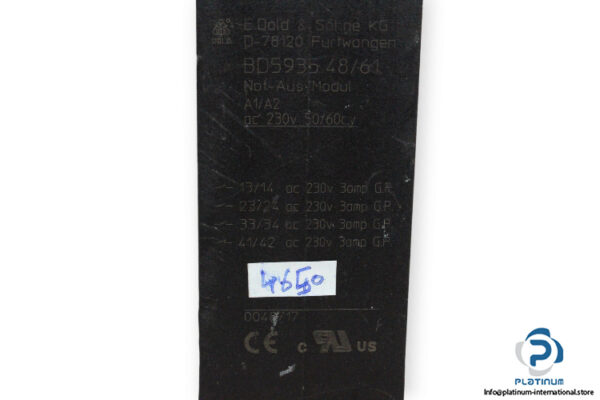 DOLD
E.Dold & Söhne KG
D-78120 Furtwangen
BD5935 48/61
Not-Aus-Modul
A1/A2
ac 230v 50/60cy
13/14 ac 230v 3amp G.P.
23/24 ac 230v 3amp G.P.
33/34 ac 230v 3amp G.P.
41/42 ac 230v 3amp G.P.
4650
CE c RU US
PLATINUM
info@platinum-international.store